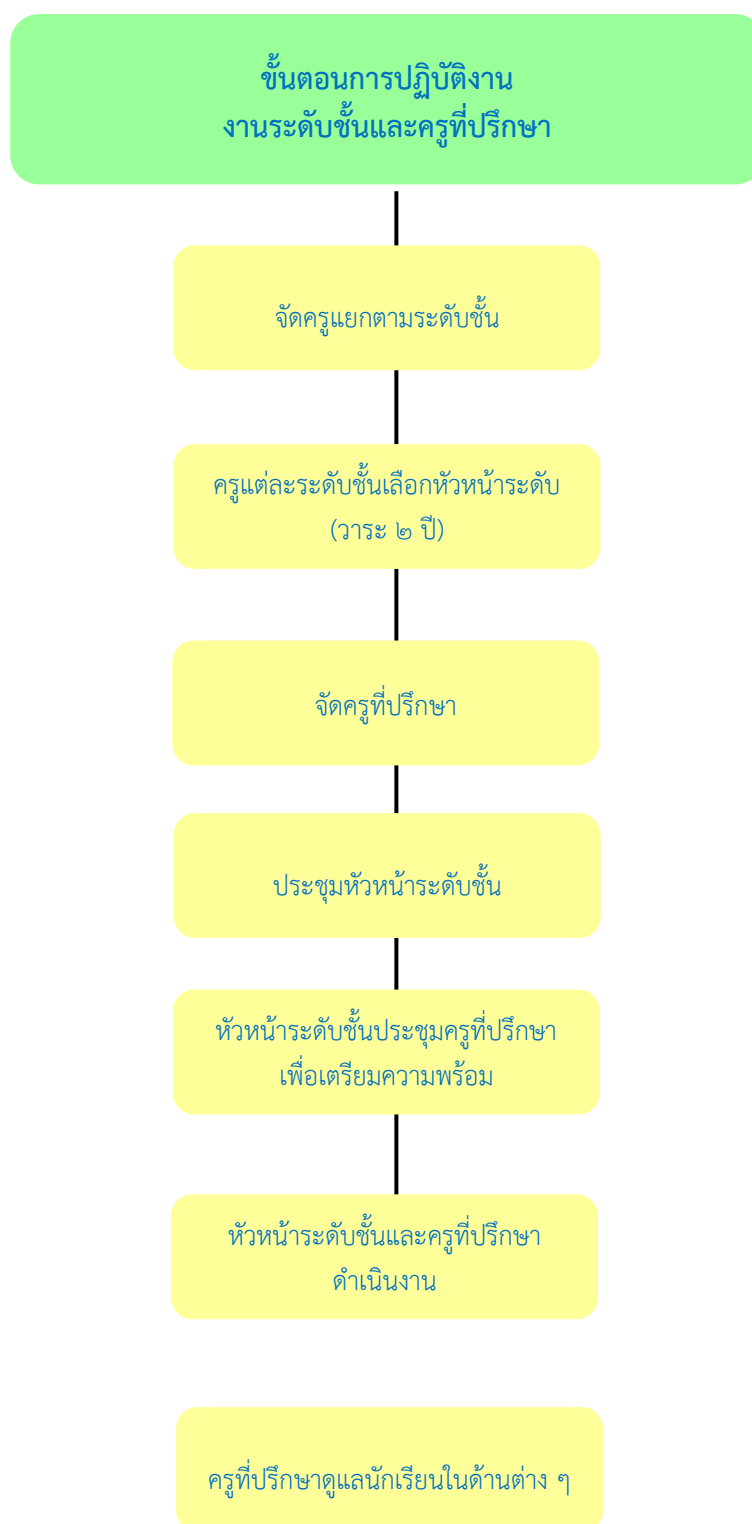 ขั้นตอนการปฏิบัติงาน
งานระดับชั้นและครูที่ปรึกษา
จัดครูแยกตามระดับชั้น
ครูแต่ละระดับชั้นเลือกหัวหน้าระดับ
(วาระ ๒ ปี)
จัดครูที่ปรึกษา
ประชุมหัวหน้าระดับชั้น
หัวหน้าระดับชั้นประชุมครูที่ปรึกษา
เพื่อเตรียมความพร้อม
หัวหน้าระดับชั้นและครูที่ปรึกษา
ดำเนินงาน
ครูที่ปรึกษาดูแลนักเรียนในด้านต่าง ๆ